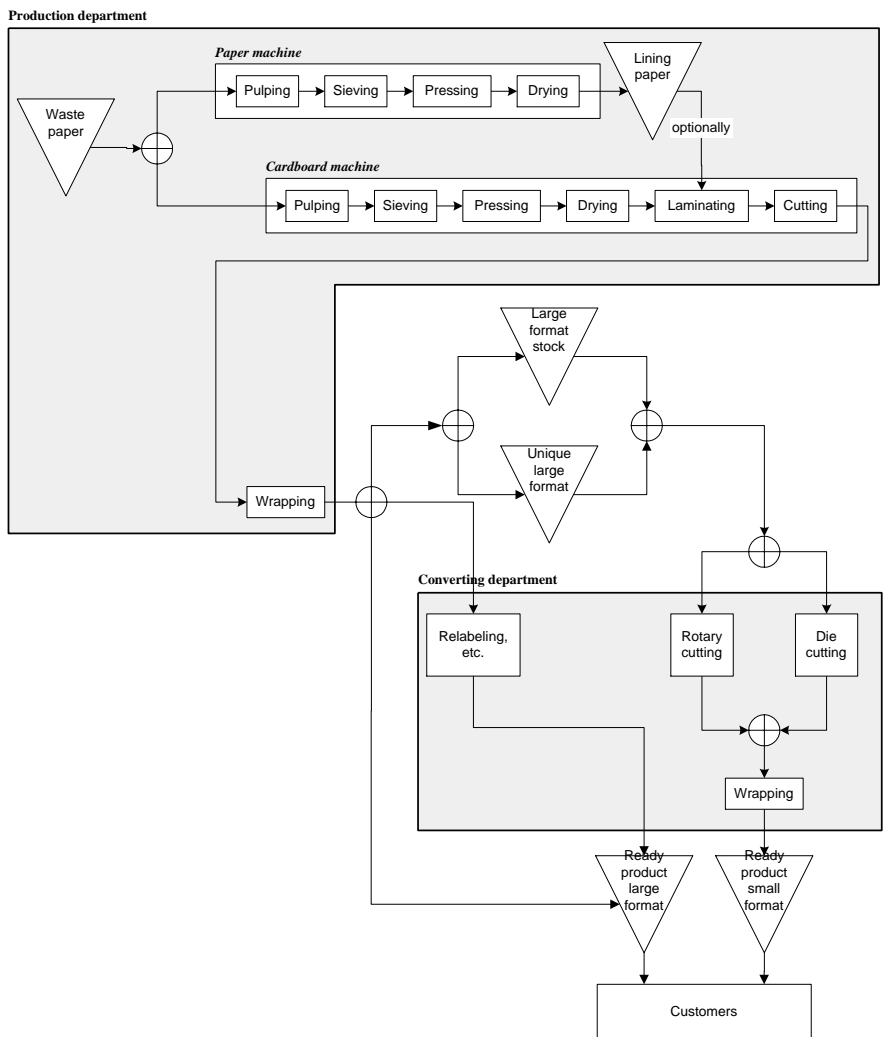 Production department
Paper machine
Pulping
Sieving
Pressing
Drying
Lining
paper
Waste
paper
optionally
Cardboard machine
Pulping
Sieving
Pressing
Drying
Laminating
Cutting
Large
format
stock
Unique
large
format
Wrapping
Converting department
Relabeling,
etc.
Rotary
cutting
Die
cutting
Wrapping
Ready
product
large
format
Ready
product
small
format
Customers